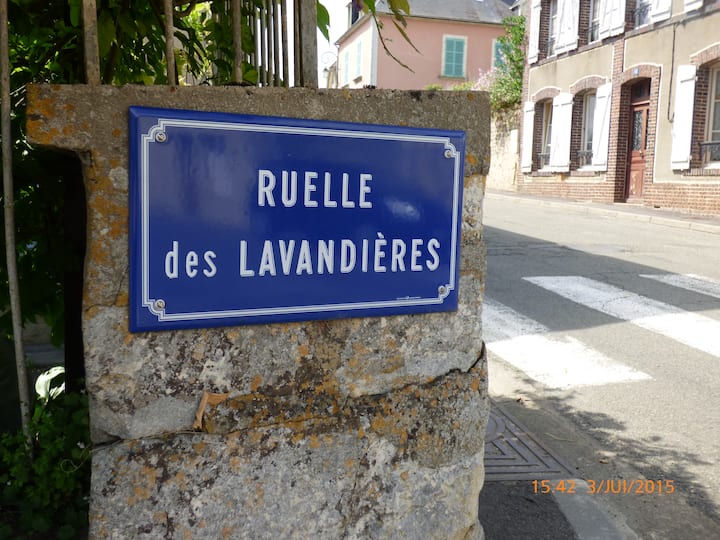 RUELLE
des LAVANDIÈRES
15.42 3/JUI/2015